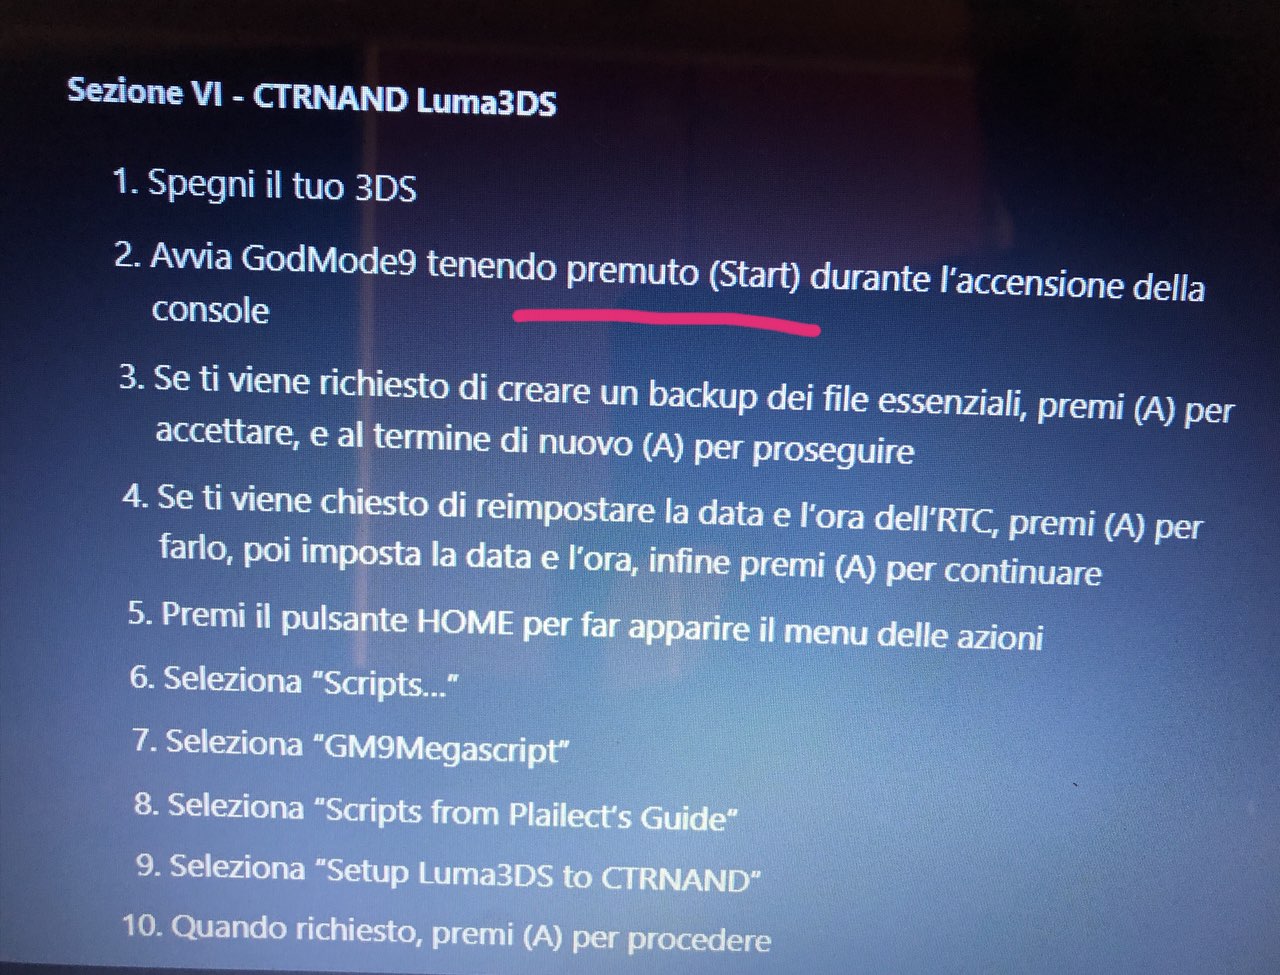 Sezione VI - CTRNAND Luma3DS
1. Spegni il tuo 3DS
2. Avvia GodMode9 tenendo premuto (Start) durante l'accensione della
console
3. Se ti viene richiesto di creare un backup dei file essenziali, premi (A) per
accettare, e al termine di nuovo (A) per proseguire
4. Se ti viene chiesto di reimpostare la data e l'ora dell'RTC, premi (A) per
farlo, poi imposta la data e l'ora, infine premi (A) per continuare
5. Premi il pulsante HOME per far apparire il menu delle azioni
6. Seleziona "Scripts..."
7. Seleziona "GM9Megascript"
8. Seleziona "Scripts from Plailect's Guide"
9. Seleziona "Setup Luma3DS to CTRNAND"
10. Quando richiesto, premi (A) per procedere